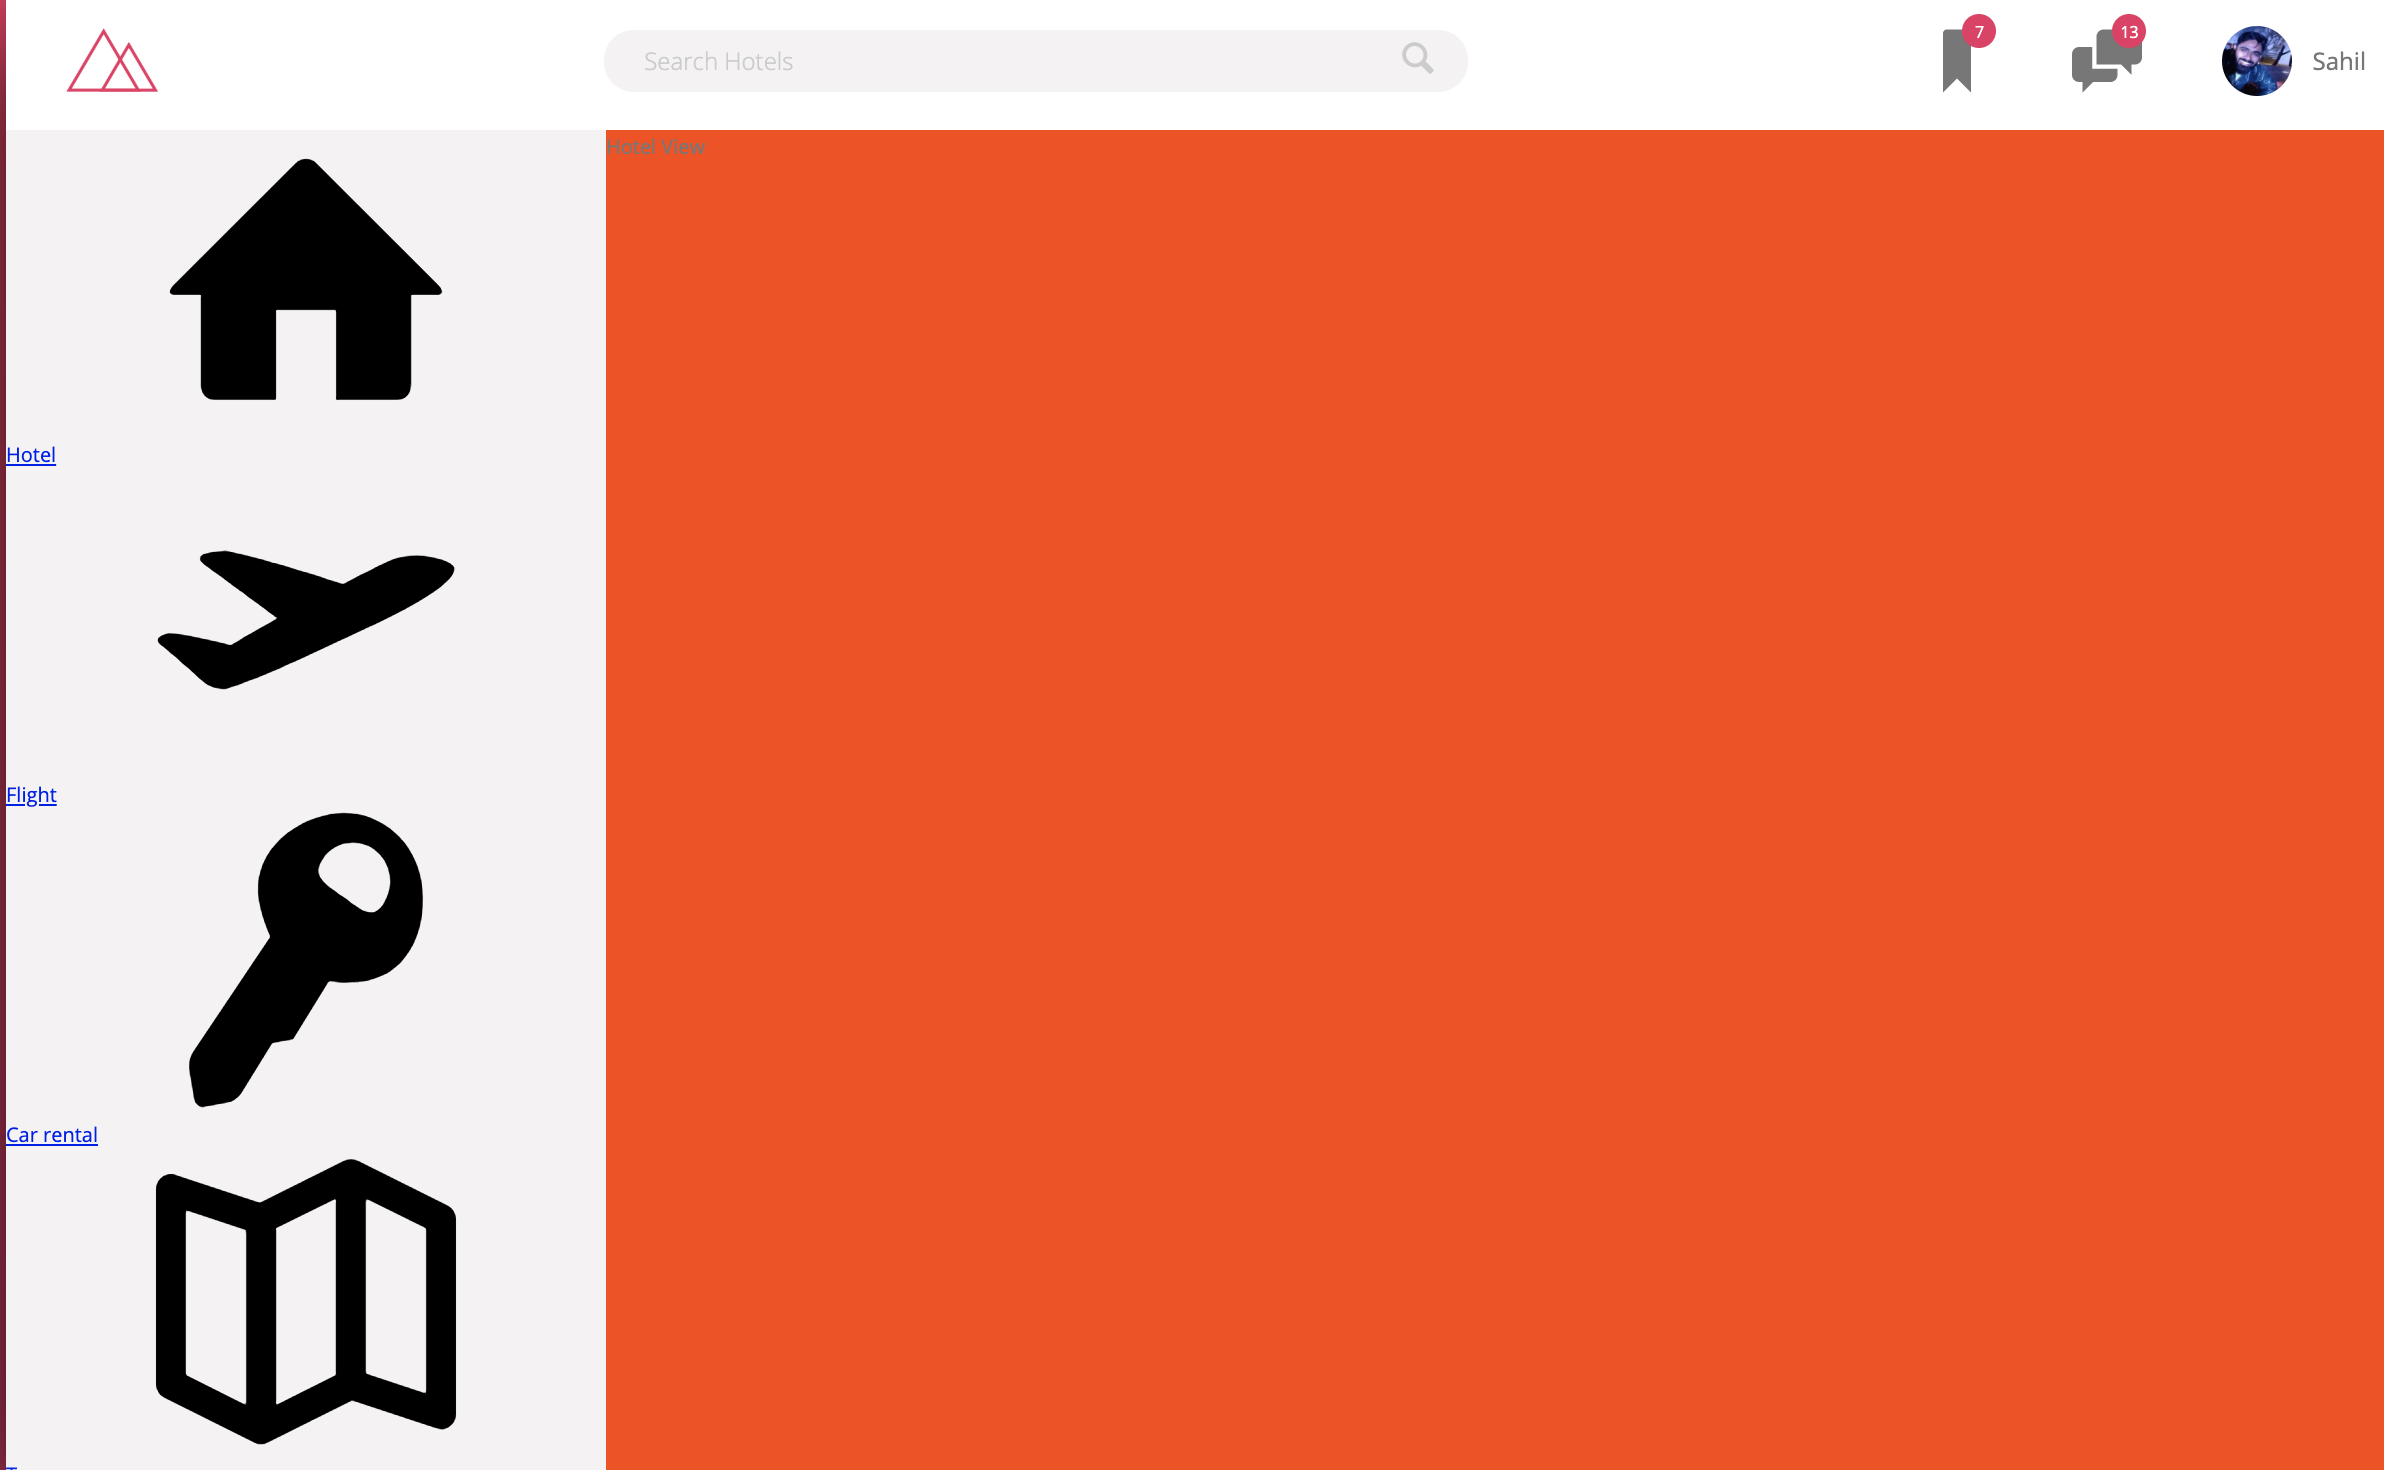 Search Hotels
7
13
Sahil
Hotel View
Hotel
Flight
Car rental